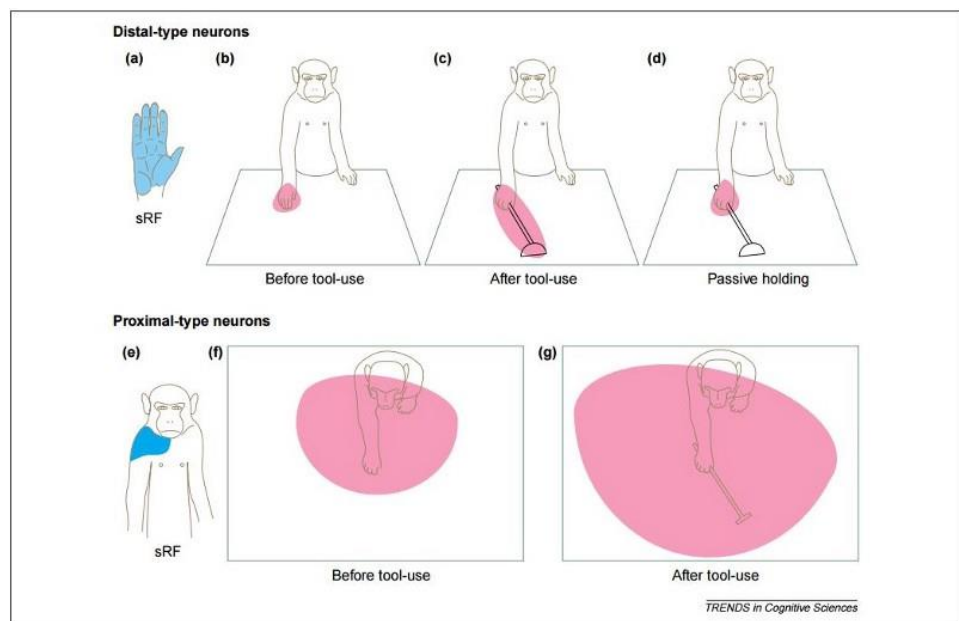 Distal-type neurons
(a) (b) (c) (d)
sRF
Before tool-use After tool-use Passive holding
Proximal-type neurons
(e) (f) (g)
sRF
Before tool-use After tool-use
TRENDS in Cognitive Sciences